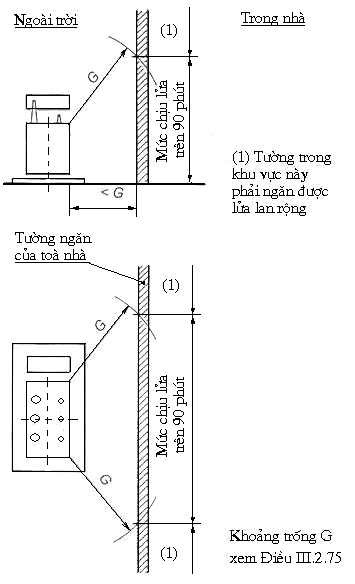 Ngoài trời
(1)
Trong nhà
G
Mức chịu lửa
trên 90 phút
(1) Tường trong
khu vực này
phải ngăn được
lửa lan rộng
< G
Tường ngăn
của toà nhà
(1)
G
Mức chịu lửa
trên 90 phút
G
(1)
Khoảng trống G
xem Điều III.2.75